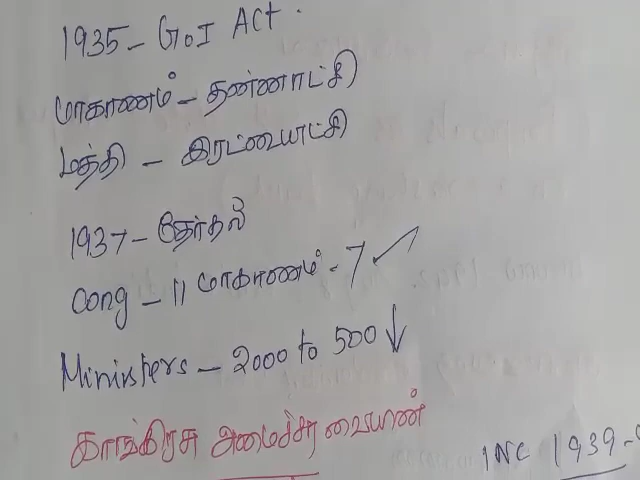 1935 - GoI Act.
மாகாணம் - தன்னாட்சி
மத்தி - இரட்டையாட்சி
1937 - தேர்தல்
Cong - 11 மாகாணம் - 7 ✓
Ministers - 2000 to 500 ↓
காங்கிரசு அமைச்சரவையின்
INC 1939 -